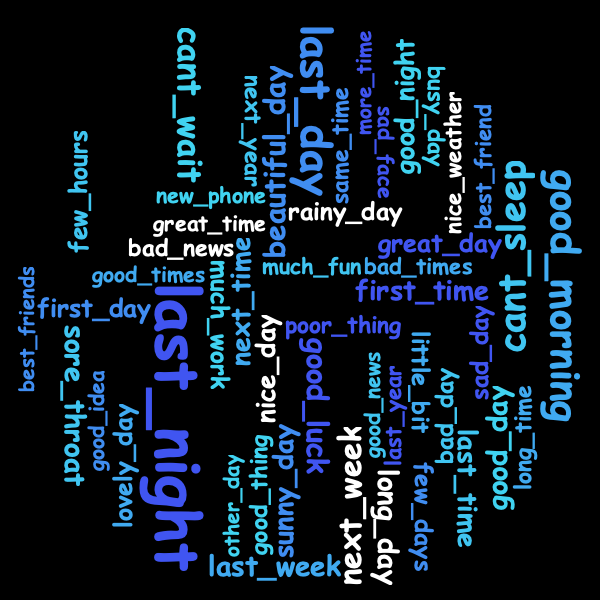 cant_wait
last_day
more_time
good_night
busy_day
next_year
beautiful_day
same_time
sad_face
nice_weather
best_friend
few_hours
new_phone
great_time
rainy_day
bad_news
great_day
cant_sleep
good_morning
good_times
much_fun
bad_times
next_time
much_work
first_time
best_friends
first_day
last_night
poor_thing
nice_day
good_luck
sad_day
sore_throat
good_idea
lovely_day
little_bit
good_news
last_year
bad_day
good_day
long_time
last_time
other_day
good_thing
sunny_day
next_week
long_day
few_days
last_week